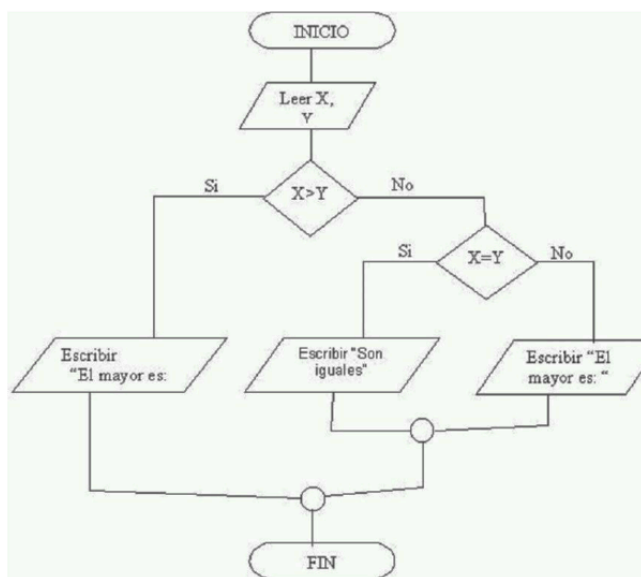 INICIO
Leer X,
Y
X>Y
Si
No
X=Y
Si
No
Escribir
“El mayor es:
Escribir “Son
iguales”
Escribir “El
mayor es: “
FIN